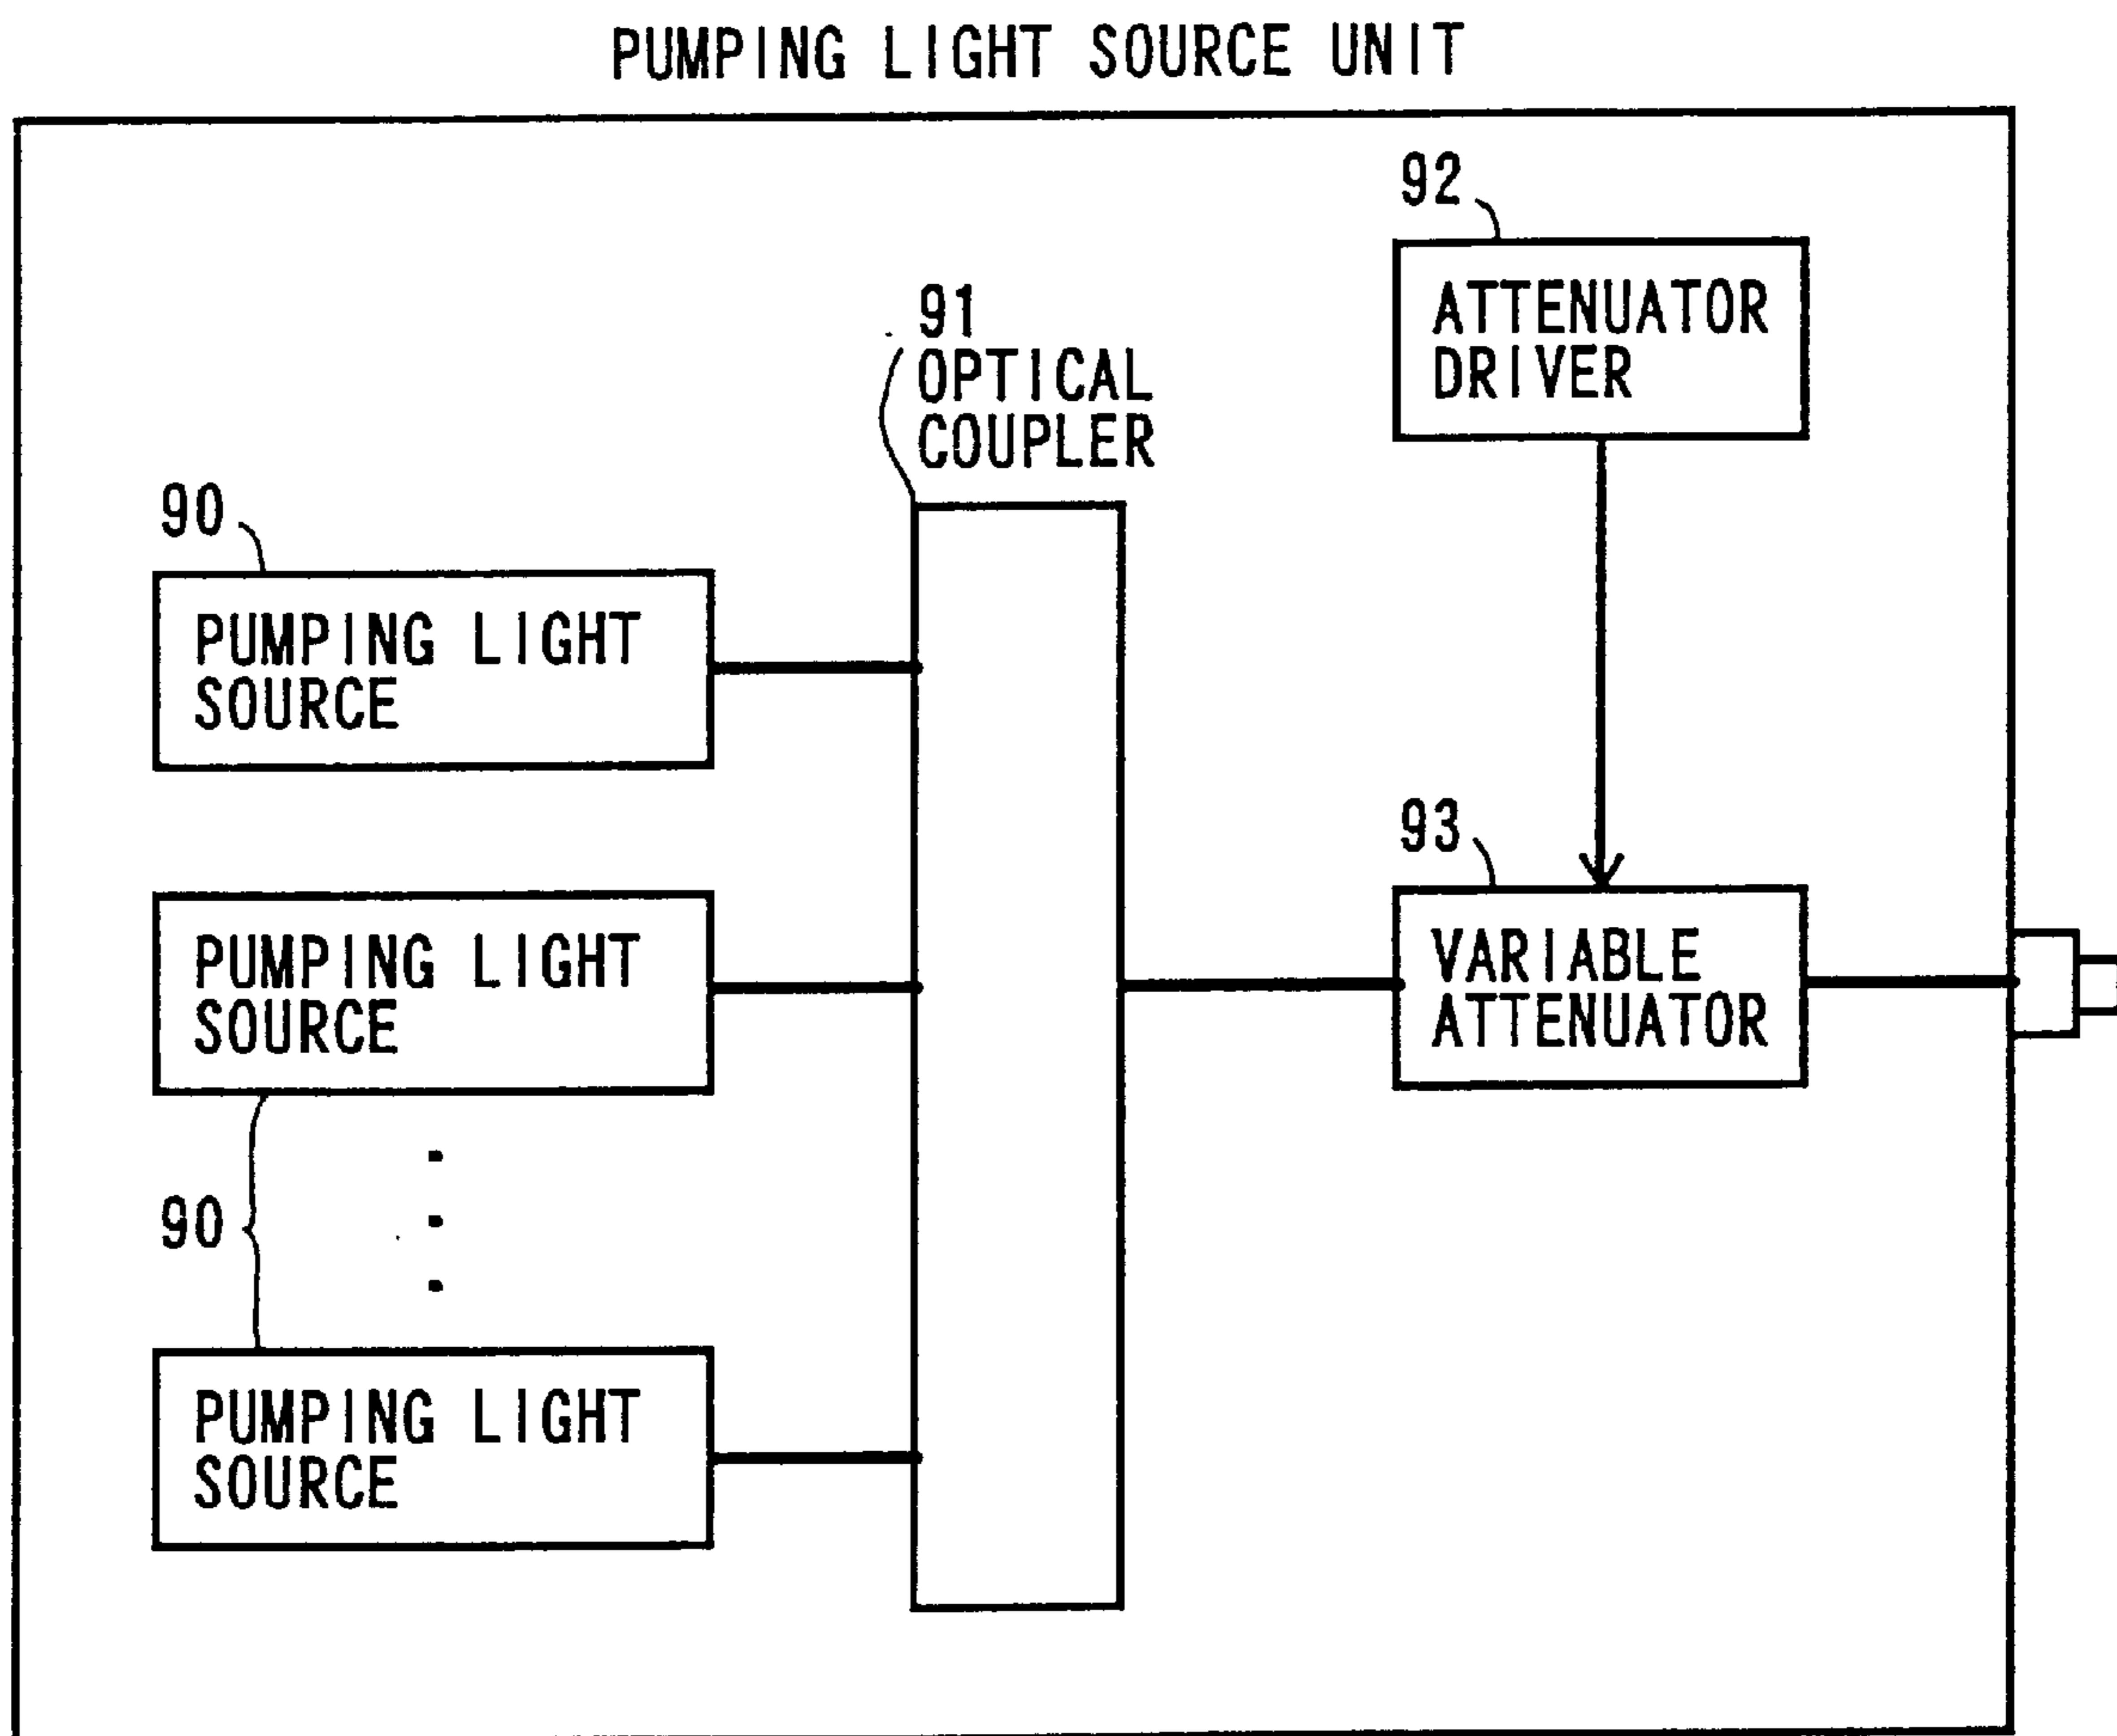 PUMPING LIGHT SOURCE UNIT
92
ATTENUATOR
DRIVER
91
OPTICAL
COUPLER
90
PUMPING LIGHT
SOURCE
93
VARIABLE
ATTENUATOR
PUMPING LIGHT
SOURCE
90
PUMPING LIGHT
SOURCE